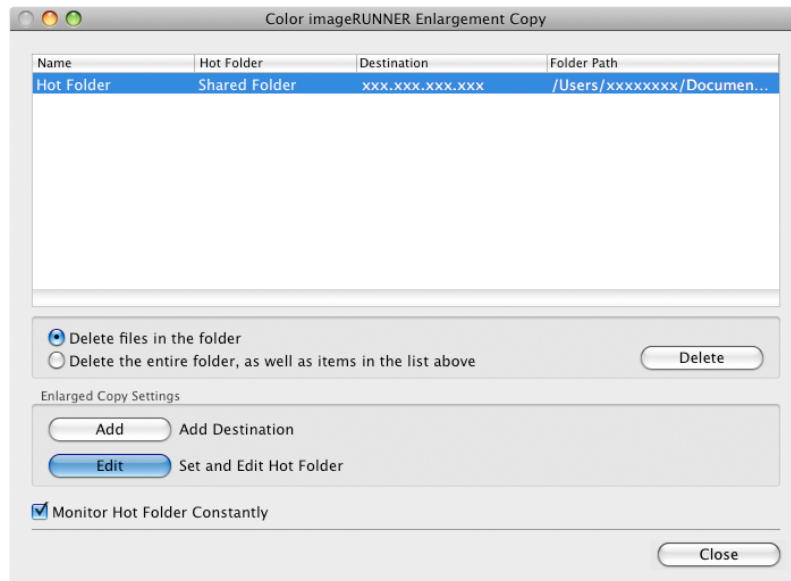 Color imageRUNNER Enlargement Copy
Name Hot Folder Destination Folder Path
Hot Folder Shared Folder xxx.xxx.xxx.xxx /Users/xxxxxxxx/Documen...
Delete files in the folder
Delete the entire folder, as well as items in the list above
Delete
Enlarged Copy Settings
Add Add Destination
Edit Set and Edit Hot Folder
Monitor Hot Folder Constantly
Close